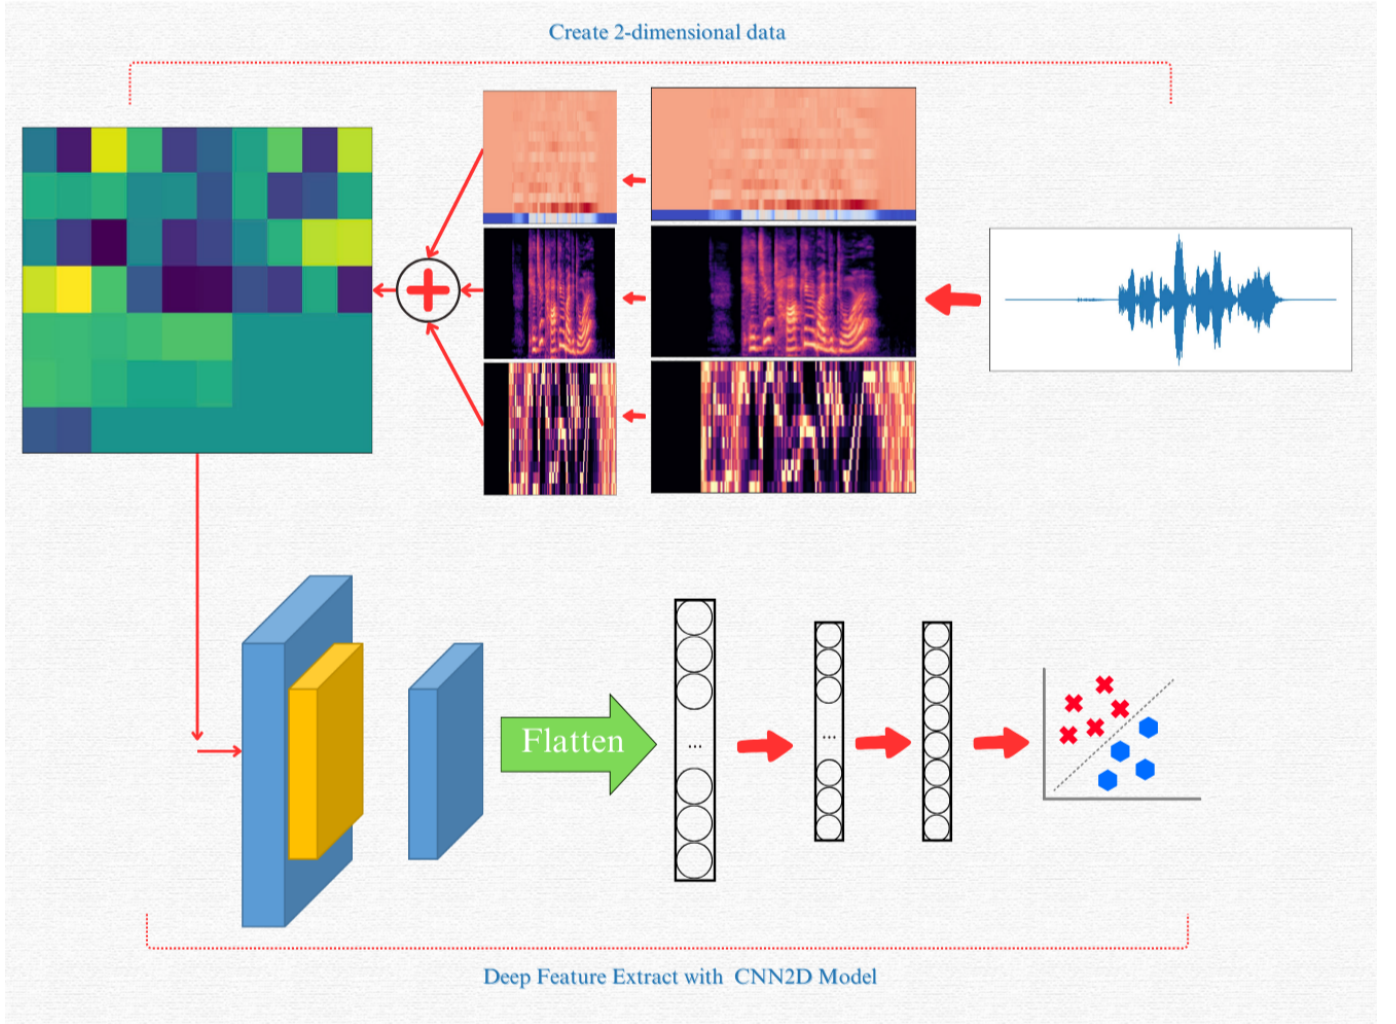 Create 2-dimensional data
Flatten
...
...
Deep Feature Extract with CNN2D Model